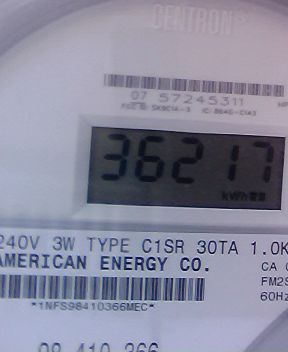 CENTRON®
07 57245311
36217
kWh
240V 3W TYPE C1SR 30TA 1.0K
AMERICAN ENERGY CO.
CA
FM2S
60Hz
*1NFS98410366MEC*
98 410 366